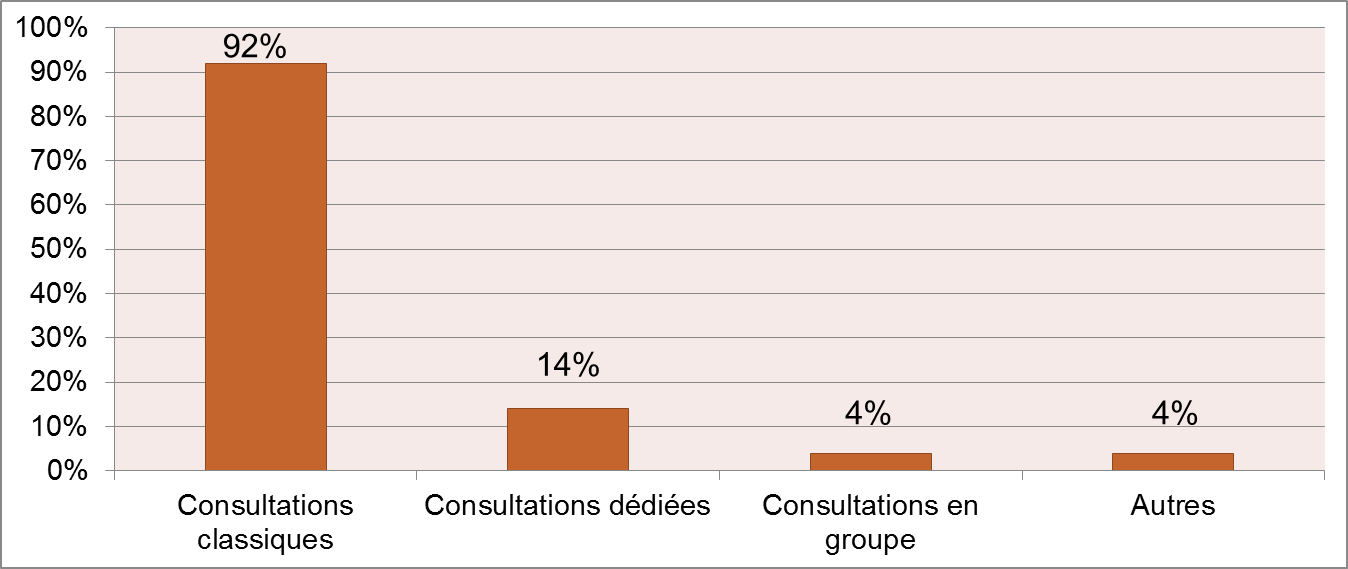 100%
90%
80%
70%
60%
50%
40%
30%
20%
10%
0%
92%
14%
4%
4%
Consultations
classiques
Consultations dédiées
Consultations en
groupe
Autres